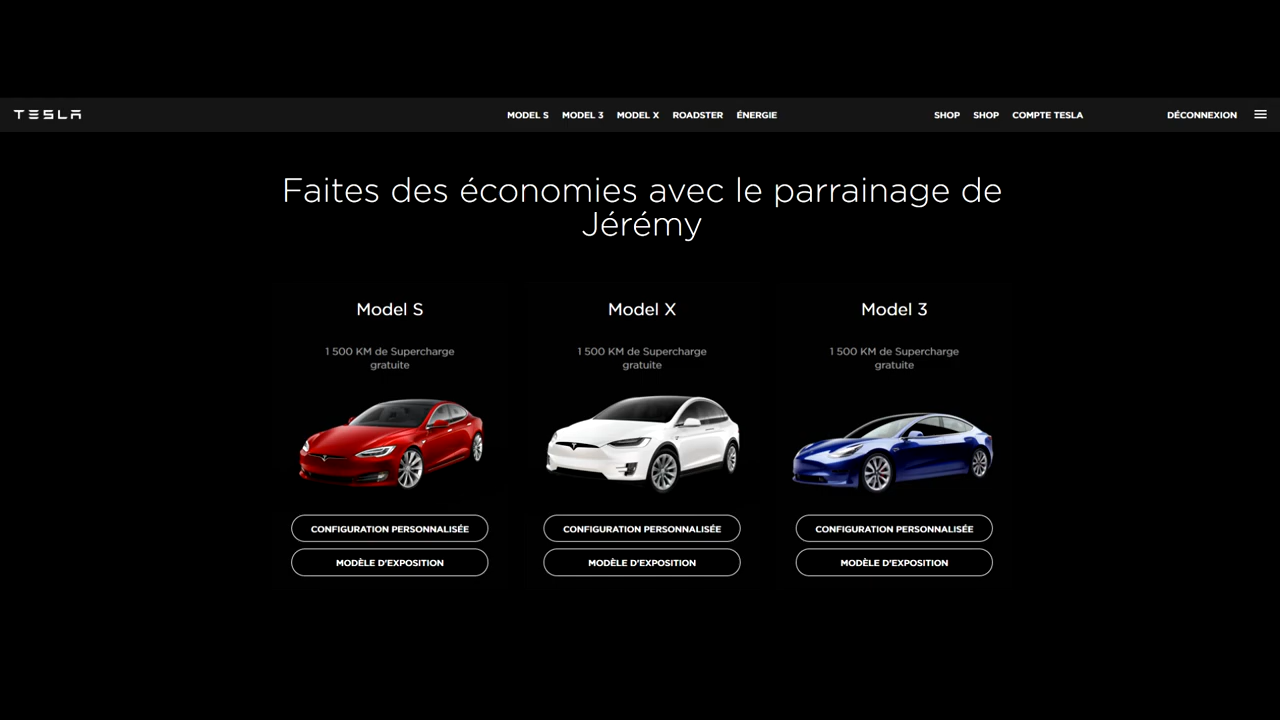 TESLA
MODEL S MODEL 3 MODEL X ROADSTER ÉNERGIE SHOP SHOP COMPTE TESLA DÉCONNEXION
Faites des économies avec le parrainage de
Jérémy
Model S
1 500 KM de Supercharge
gratuite
CONFIGURATION PERSONNALISÉE
MODÈLE D'EXPOSITION
Model X
1 500 KM de Supercharge
gratuite
CONFIGURATION PERSONNALISÉE
MODÈLE D'EXPOSITION
Model 3
1 500 KM de Supercharge
gratuite
CONFIGURATION PERSONNALISÉE
MODÈLE D'EXPOSITION